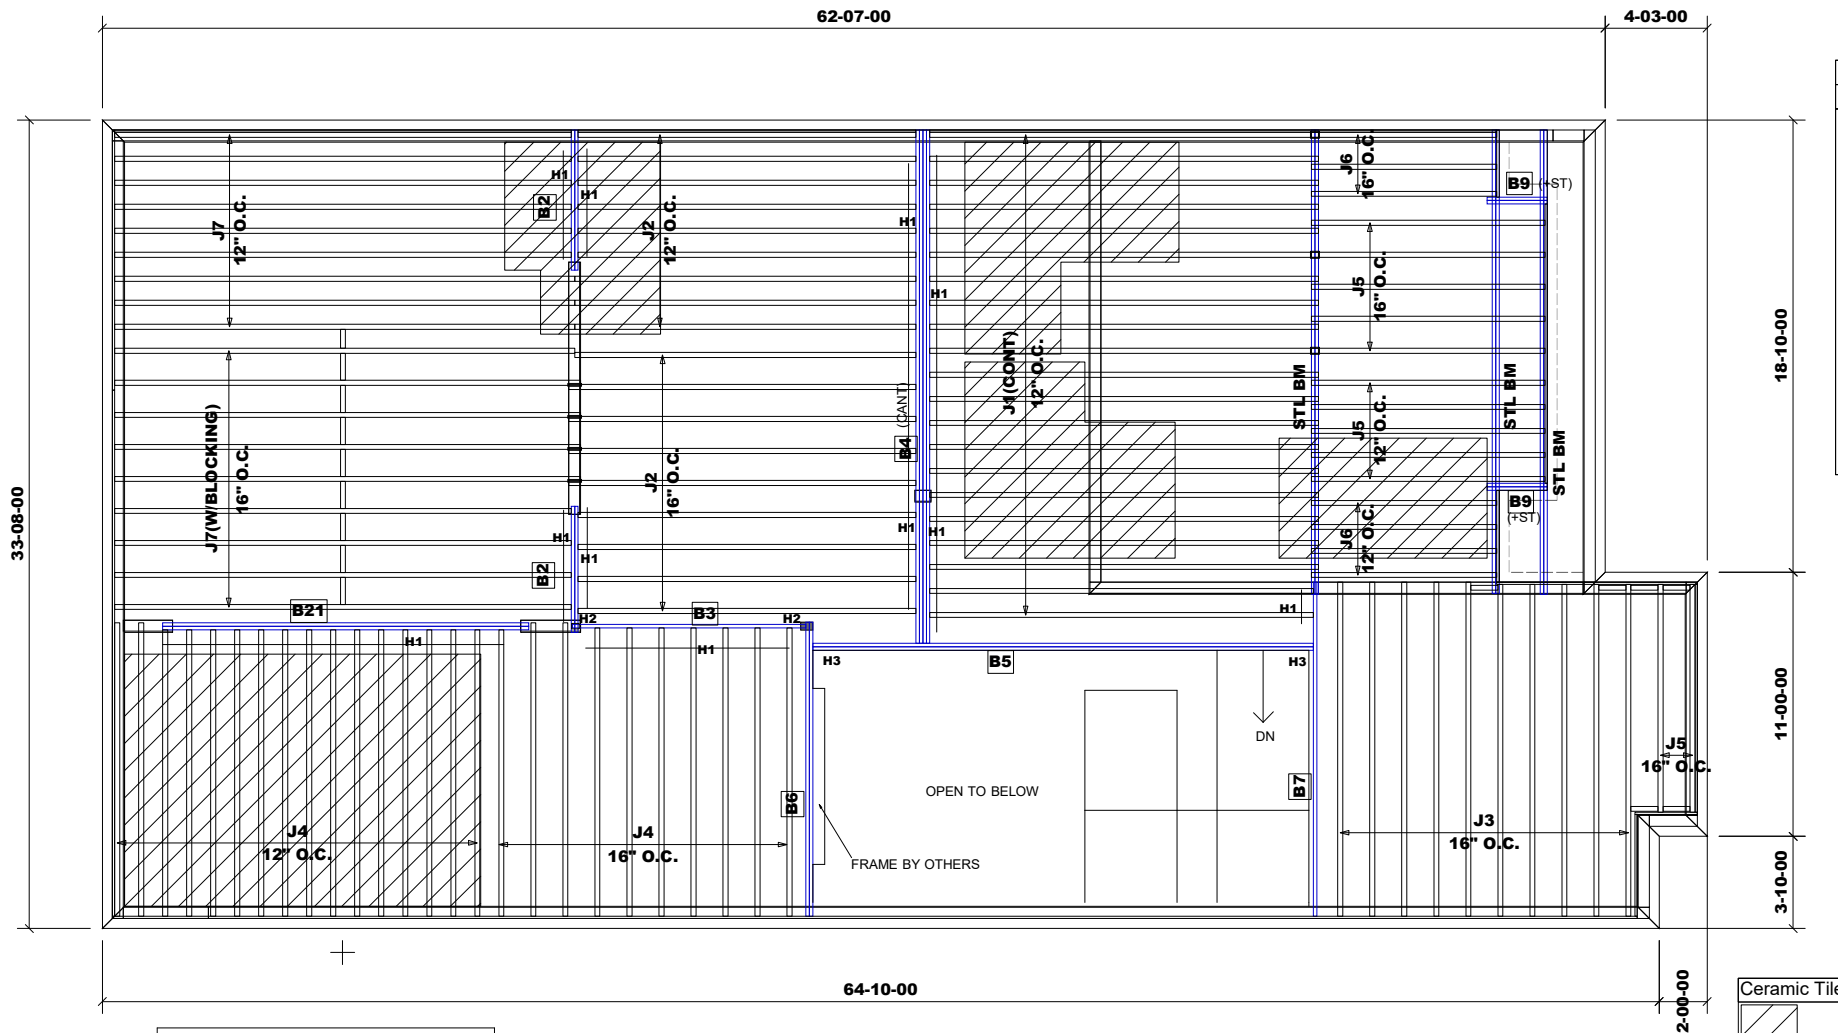 62-07-00
4-03-00
33-08-00
18-10-00
11-00-00
3-10-00
64-10-00
2-00-00
J7
12" O.C.
H1
H1
B2
J2
12" O.C.
H1
H1
J1(CONT)
12" O.C.
J6
16" O.C.
B9
(+ST)
J5
16" O.C.
STL BM
STL BM
STL BM
J7(W/BLOCKING)
16" O.C.
J2
16" O.C.
(CANT)
B4
J5
12" O.C.
B9
(+ST)
J6
12" O.C.
H1
H1
H1
H1
B2
H1
B21
H2
B3
H2
H1
H1
H3
B5
H3
DN
OPEN TO BELOW
B6
B7
J4
12" O.C.
J4
16" O.C.
FRAME BY OTHERS
J3
16" O.C.
J5
16" O.C.
Ceramic Tile